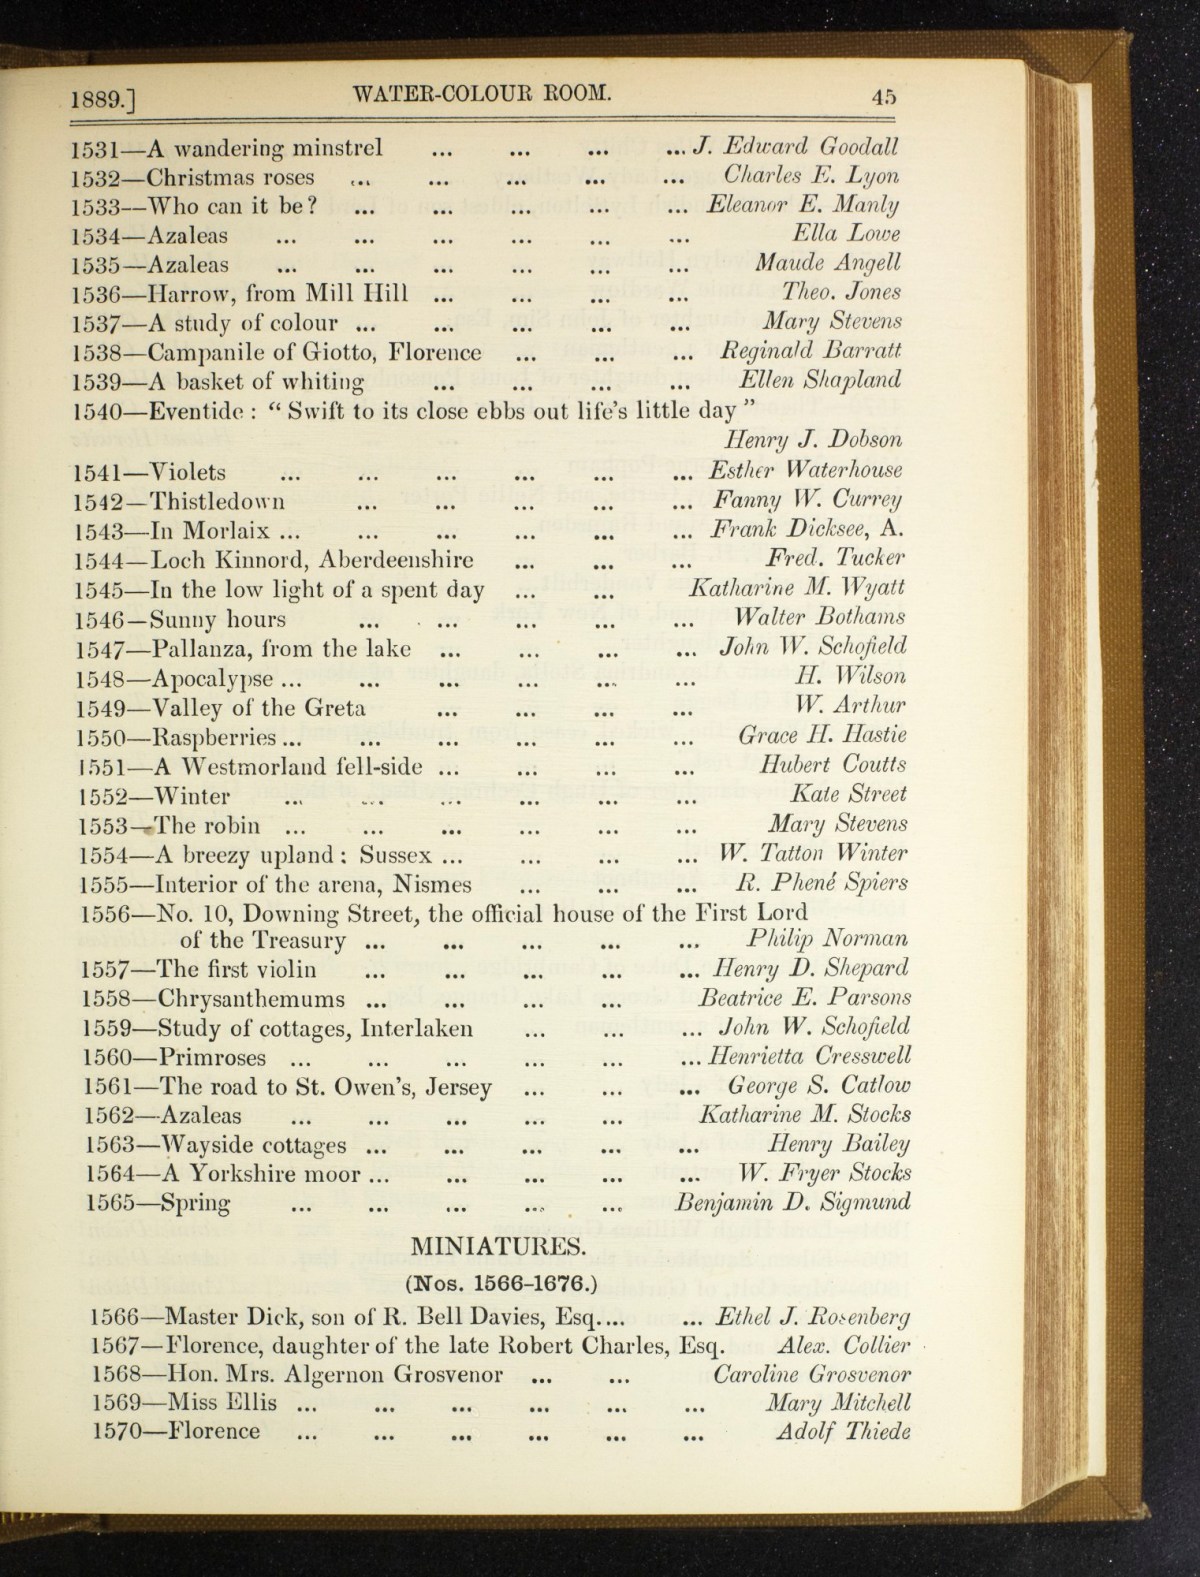 1889.] WATER-COLOUR ROOM. 45
1531—A wandering minstrel ... ... ... ... J. Edward Goodall
1532—Christmas roses ... ... ... ... ... Charles E. Lyon
1533—Who can it be? ... ... ... ... ... Eleanor E. Manly
1534—Azaleas ... ... ... ... ... ... Ella Lowe
1535—Azaleas ... ... ... ... ... ... Maude Angell
1536—Harrow, from Mill Hill ... ... ... ... Theo. Jones
1537—A study of colour ... ... ... ... ... Mary Stevens
1538—Campanile of Giotto, Florence ... ... ... Reginald Barratt
1539—A basket of whiting ... ... ... ... Ellen Shapland
1540—Eventide : “ Swift to its close ebbs out life’s little day ”
Henry J. Dobson
1541—Violets ... ... ... ... ... ... Esther Waterhouse
1542—Thistledown ... ... ... ... ... Fanny W. Currey
1543—In Morlaix ... ... ... ... ... ... Frank Dicksee, A.
1544—Loch Kinnord, Aberdeenshire ... ... ... Fred. Tucker
1545—In the low light of a spent day ... ... Katharine M. Wyatt
1546—Sunny hours ... ... ... ... ... Walter Bothams
1547—Pallanza, from the lake ... ... ... ... John W. Schofield
1548—Apocalypse ... ... ... ... ... ... H. Wilson
1549—Valley of the Greta ... ... ... ... W. Arthur
1550—Raspberries ... ... ... ... ... ... Grace H. Hastie
1551—A Westmorland fell-side ... ... ... ... Hubert Coutts
1552—Winter ... ... ... ... ... ... Kate Street
1553—The robin ... ... ... ... ... ... Mary Stevens
1554—A breezy upland : Sussex ... ... ... ... W. Tatton Winter
1555—Interior of the arena, Nismes ... ... ... R. Phené Spiers
1556—No. 10, Downing Street, the official house of the First Lord
of the Treasury ... ... ... ... ... Philip Norman
1557—The first violin ... ... ... ... ... Henry D. Shepard
1558—Chrysanthemums ... ... ... ... Beatrice E. Parsons
1559—Study of cottages, Interlaken ... ... ... John W. Schofield
1560—Primroses ... ... ... ... ... ... Henrietta Cresswell
1561—The road to St. Owen’s, Jersey ... ... ... George S. Catlow
1562—Azaleas ... ... ... ... ... Katharine M. Stocks
1563—Wayside cottages ... ... ... ... ... Henry Bailey
1564—A Yorkshire moor ... ... ... ... ... W. Fryer Stocks
1565—Spring ... ... ... ... ... Benjamin D. Sigmund
MINIATURES.
(Nos. 1566–1676.)
1566—Master Dick, son of R. Bell Davies, Esq.... ... Ethel J. Rosenberg
1567—Florence, daughter of the late Robert Charles, Esq. Alex. Collier
1568—Hon. Mrs. Algernon Grosvenor ... ... Caroline Grosvenor
1569—Miss Ellis ... ... ... ... ... ... Mary Mitchell
1570—Florence ... ... ... ... ... ... Adolf Thiede